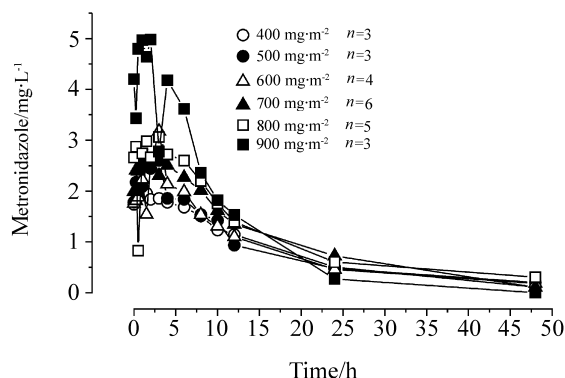 400 mg·m⁻² n=3
500 mg·m⁻² n=3
600 mg·m⁻² n=4
700 mg·m⁻² n=6
800 mg·m⁻² n=5
900 mg·m⁻² n=3
Metronidazole/mg·L⁻¹
5
4
3
2
1
0
0 5 10 15 20 25 30 35 40 45 50
Time/h